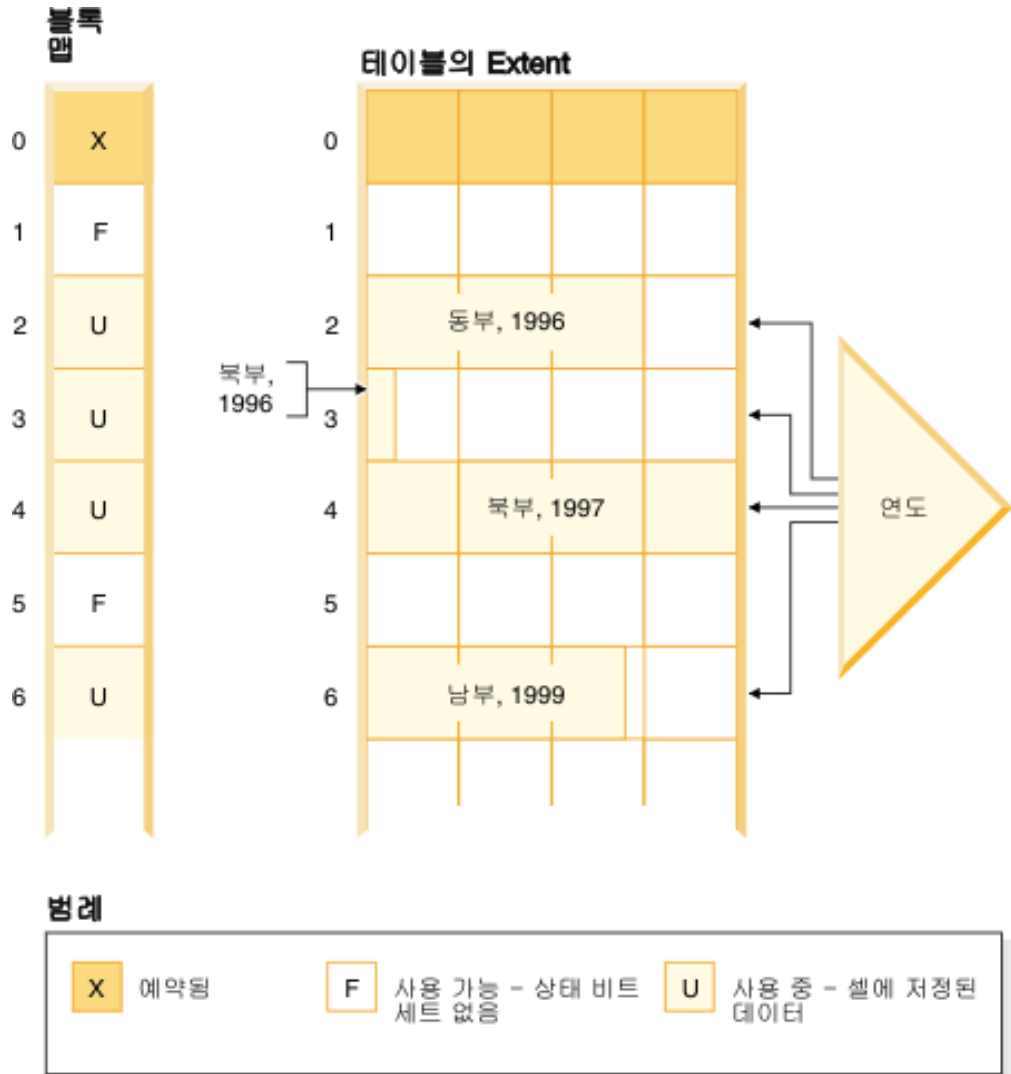 블록
맵
테이블의 Extent
0
X
0
1
F
1
2
U
2
동부, 1996
북부,
1996
3
U
3
4
U
4
북부, 1997
연도
5
F
5
6
U
6
남부, 1999
범례
X
예약됨
F
사용 가능 - 상태 비트
세트 없음
U
사용 중 - 셀에 저정된
데이터